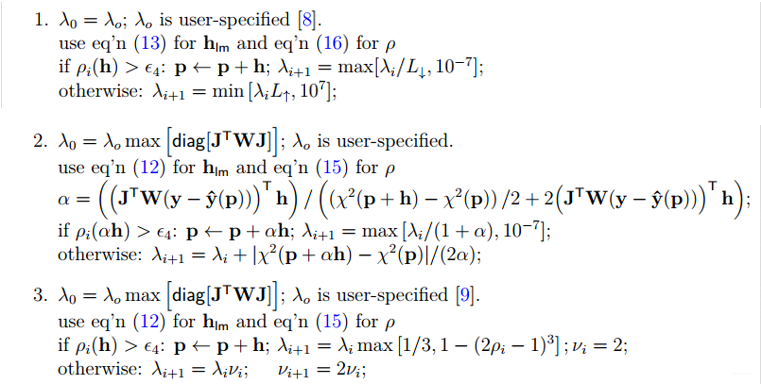 1. λ₀ = λₒ; λₒ is user-specified [8].
use eq'n (13) for hₗₘ and eq'n (16) for ρ
if ρᵢ(h) > ϵ₄: p ← p + h; λᵢ₊₁ = max[λᵢ/L↓, 10⁻⁷];
otherwise: λᵢ₊₁ = min [λᵢL↑, 10⁷];
2. λ₀ = λₒ max [diag[JᵀWJ]]; λₒ is user-specified.
use eq'n (12) for hₗₘ and eq'n (15) for ρ
α = ((JᵀW(y − ŷ(p)))ᵀ h) / ((χ²(p + h) − χ²(p)) /2 + 2(JᵀW(y − ŷ(p)))ᵀ h);
if ρᵢ(αh) > ϵ₄: p ← p + αh; λᵢ₊₁ = max [λᵢ/(1 + α), 10⁻⁷];
otherwise: λᵢ₊₁ = λᵢ + |χ²(p + αh) − χ²(p)|/(2α);
3. λ₀ = λₒ max [diag[JᵀWJ]]; λₒ is user-specified [9].
use eq'n (12) for hₗₘ and eq'n (15) for ρ
if ρᵢ(h) > ϵ₄: p ← p + h; λᵢ₊₁ = λᵢ max [1/3, 1 − (2ρᵢ − 1)³] ; νᵢ = 2;
otherwise: λᵢ₊₁ = λᵢνᵢ; νᵢ₊₁ = 2νᵢ;